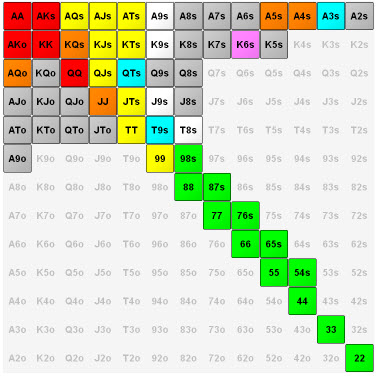 AA AKs AQs AJs ATs A9s A8s A7s A6s A5s A4s A3s A2s
AKo KK KQs KJs KTs K9s K8s K7s K6s K5s K4s K3s K2s
AQo KQo QQ QJs QTs Q9s Q8s Q7s Q6s Q5s Q4s Q3s Q2s
AJo KJo QJo JJ JTs J9s J8s J7s J6s J5s J4s J3s J2s
ATo KTo QTo JTo TT T9s T8s T7s T6s T5s T4s T3s T2s
A9o K9o Q9o J9o T9o 99 98s 97s 96s 95s 94s 93s 92s
A8o K8o Q8o J8o T8o 98o 88 87s 86s 85s 84s 83s 82s
A7o K7o Q7o J7o T7o 97o 87o 77 76s 75s 74s 73s 72s
A6o K6o Q6o J6o T6o 96o 86o 76o 66 65s 64s 63s 62s
A5o K5o Q5o J5o T5o 95o 85o 75o 65o 55 54s 53s 52s
A4o K4o Q4o J4o T4o 94o 84o 74o 64o 54o 44 43s 42s
A3o K3o Q3o J3o T3o 93o 83o 73o 63o 53o 43o 33 32s
A2o K2o Q2o J2o T2o 92o 82o 72o 62o 52o 42o 32o 22